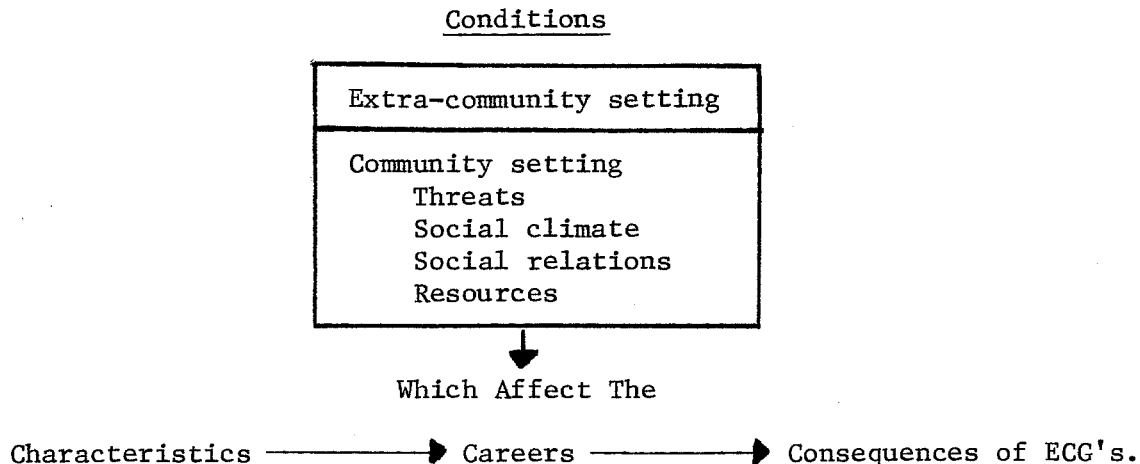 Conditions
Extra-community setting
Community setting
Threats
Social climate
Social relations
Resources
Which Affect The
Characteristics Careers Consequences of ECG's.